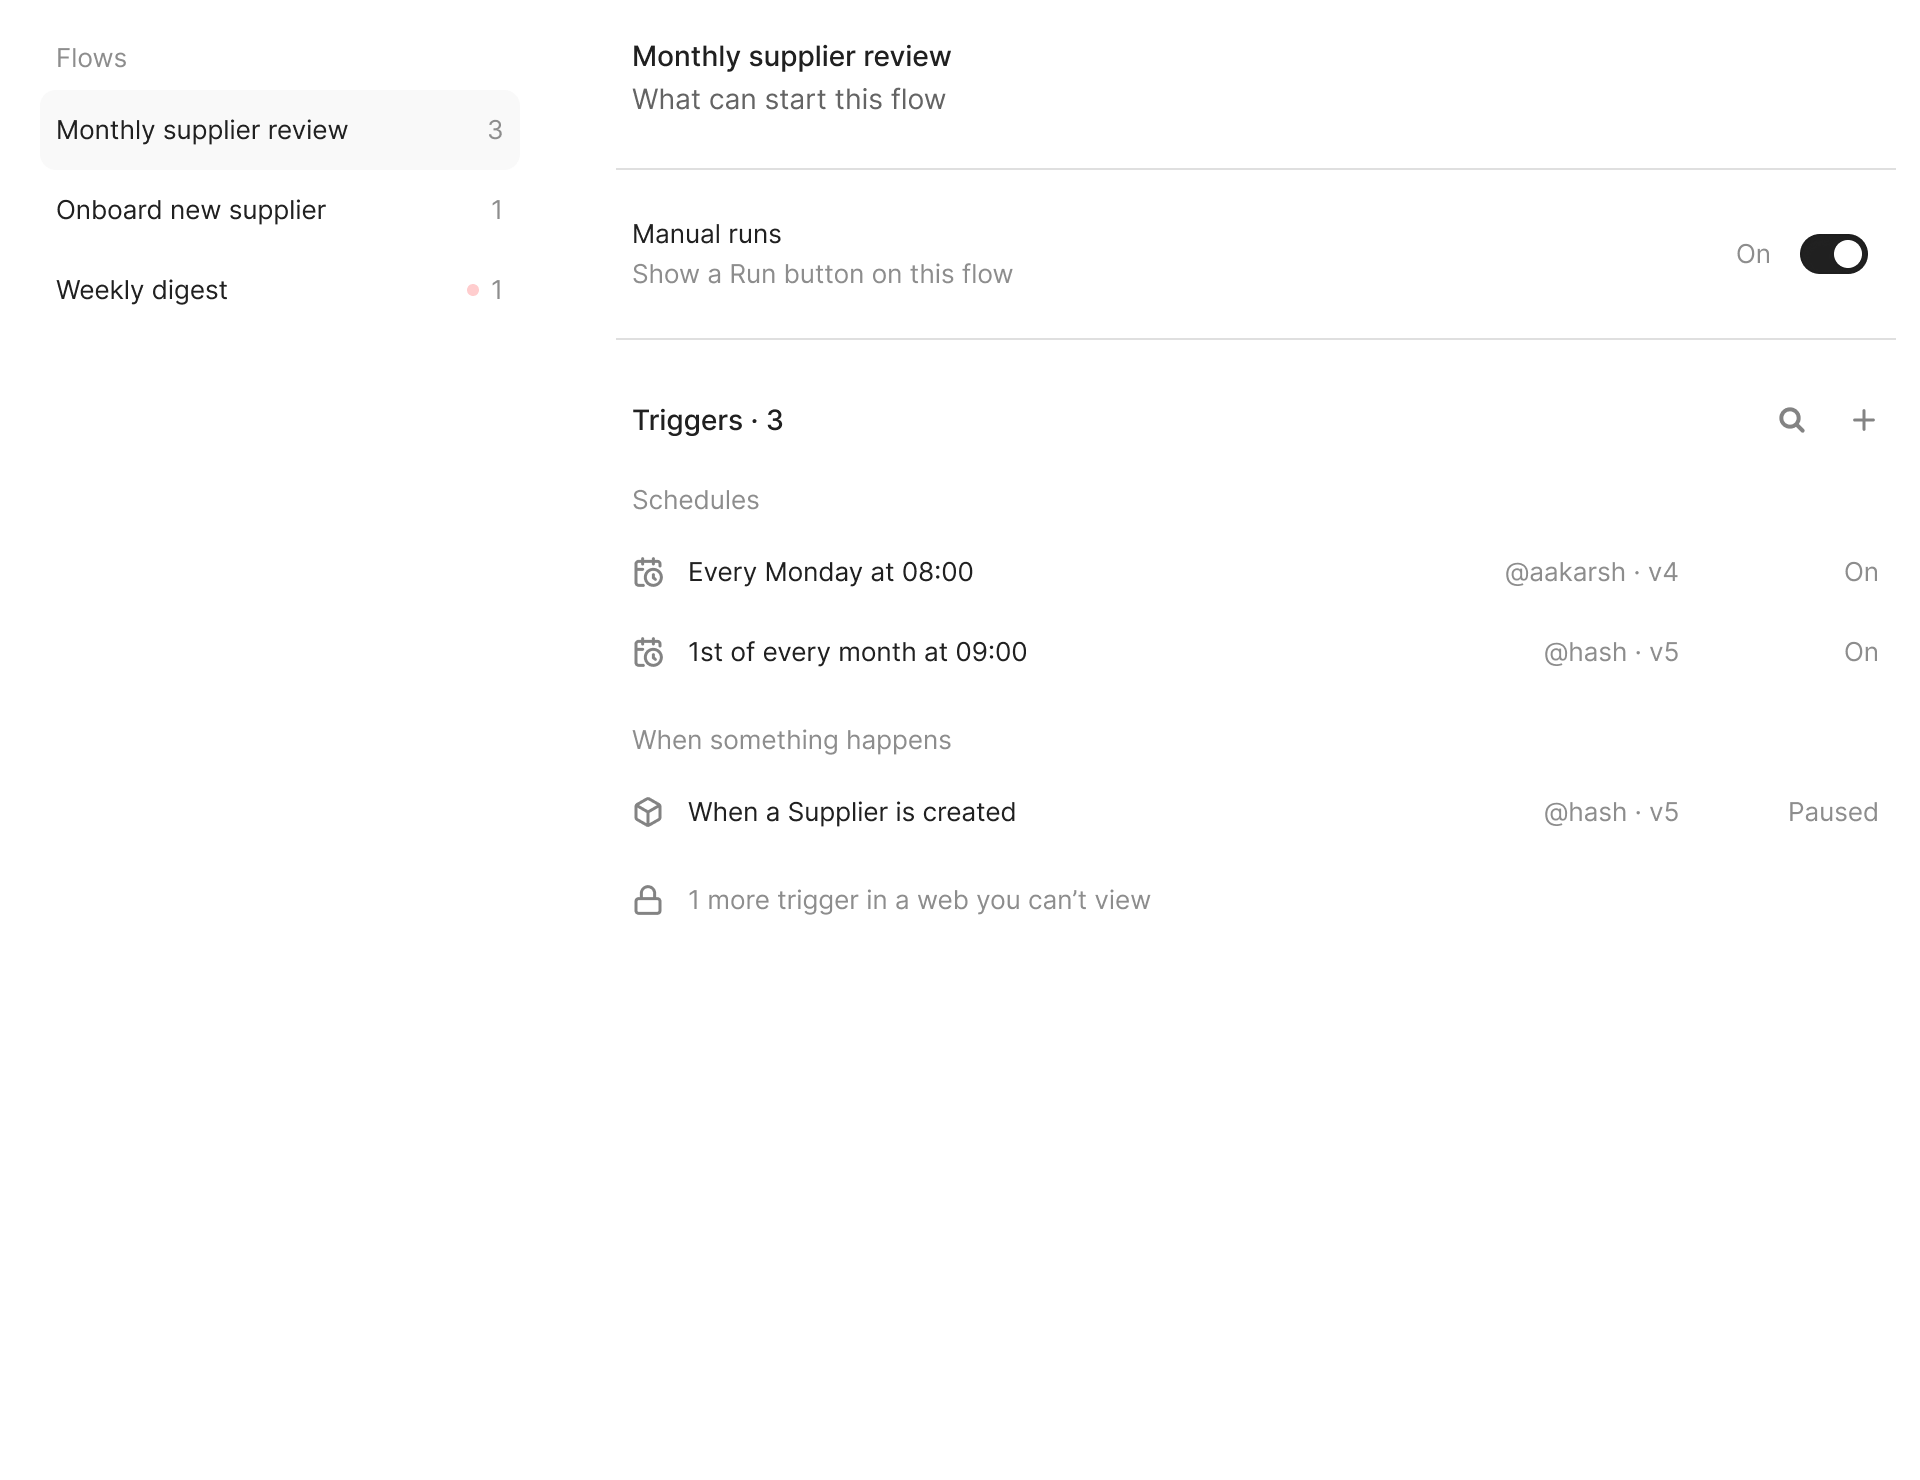 Flows
Monthly supplier review 3
Onboard new supplier 1
Weekly digest 1
Monthly supplier review
What can start this flow
Manual runs
Show a Run button on this flow
On
Triggers · 3
Schedules
Every Monday at 08:00 @aakarsh · v4 On
1st of every month at 09:00 @hash · v5 On
When something happens
When a Supplier is created @hash · v5 Paused
1 more trigger in a web you can’t view